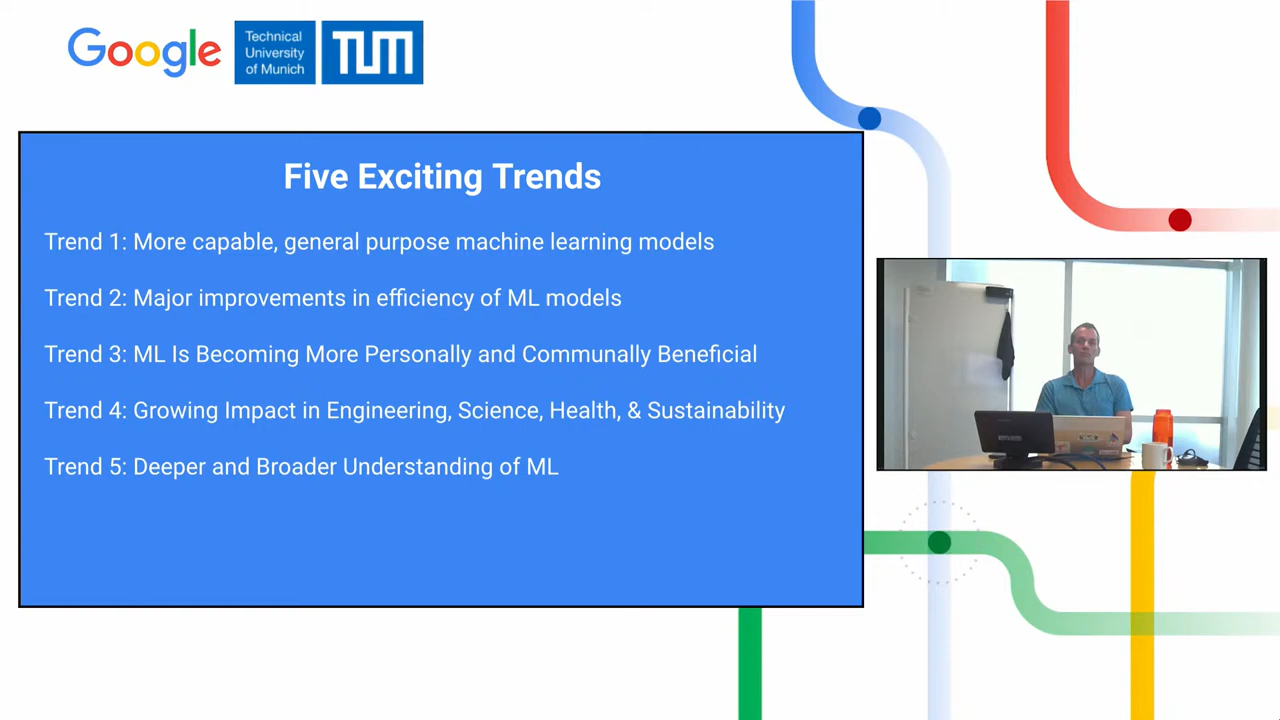 Google
Technical
University
of Munich
TUM
Five Exciting Trends
Trend 1: More capable, general purpose machine learning models
Trend 2: Major improvements in efficiency of ML models
Trend 3: ML Is Becoming More Personally and Communally Beneficial
Trend 4: Growing Impact in Engineering, Science, Health, & Sustainability
Trend 5: Deeper and Broader Understanding of ML